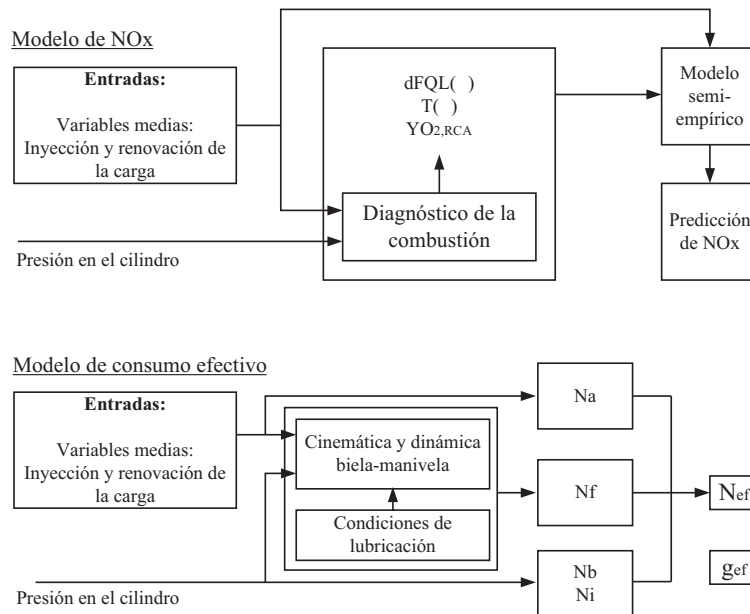 Modelo de NOx
Entradas:
Variables medias:
Inyección y renovación de
la carga
Presión en el cilindro
dFQL( )
T( )
YO2,RCA
Diagnóstico de la
combustión
Modelo
semi-
empírico
Predicción
de NOx
Modelo de consumo efectivo
Entradas:
Variables medias:
Inyección y renovación de
la carga
Presión en el cilindro
Cinemática y dinámica
biela-manivela
Condiciones de
lubricación
Na
Nf
Nb
Ni
Nef
gef